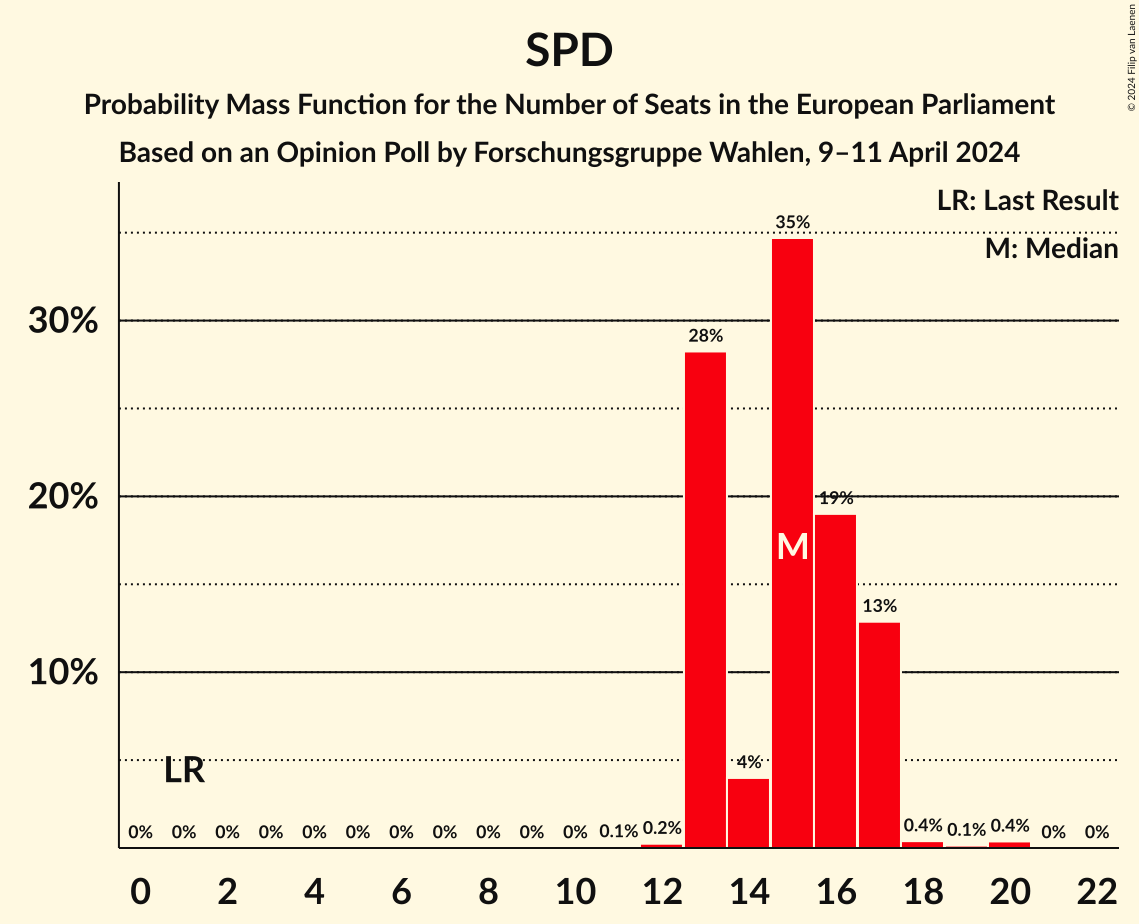 © 2024 Filip van Laenen
SPD
Probability Mass Function for the Number of Seats in the European Parliament
Based on an Opinion Poll by Forschungsgruppe Wahlen, 9–11 April 2024
LR: Last Result
M: Median
30%
20%
10%
35%
28%
19%
M
13%
LR
4%
0% 0% 0% 0% 0% 0% 0% 0% 0% 0% 0% 0.1% 0.2% 0.4% 0.1% 0.4% 0% 0%
0 2 4 6 8 10 12 14 16 18 20 22